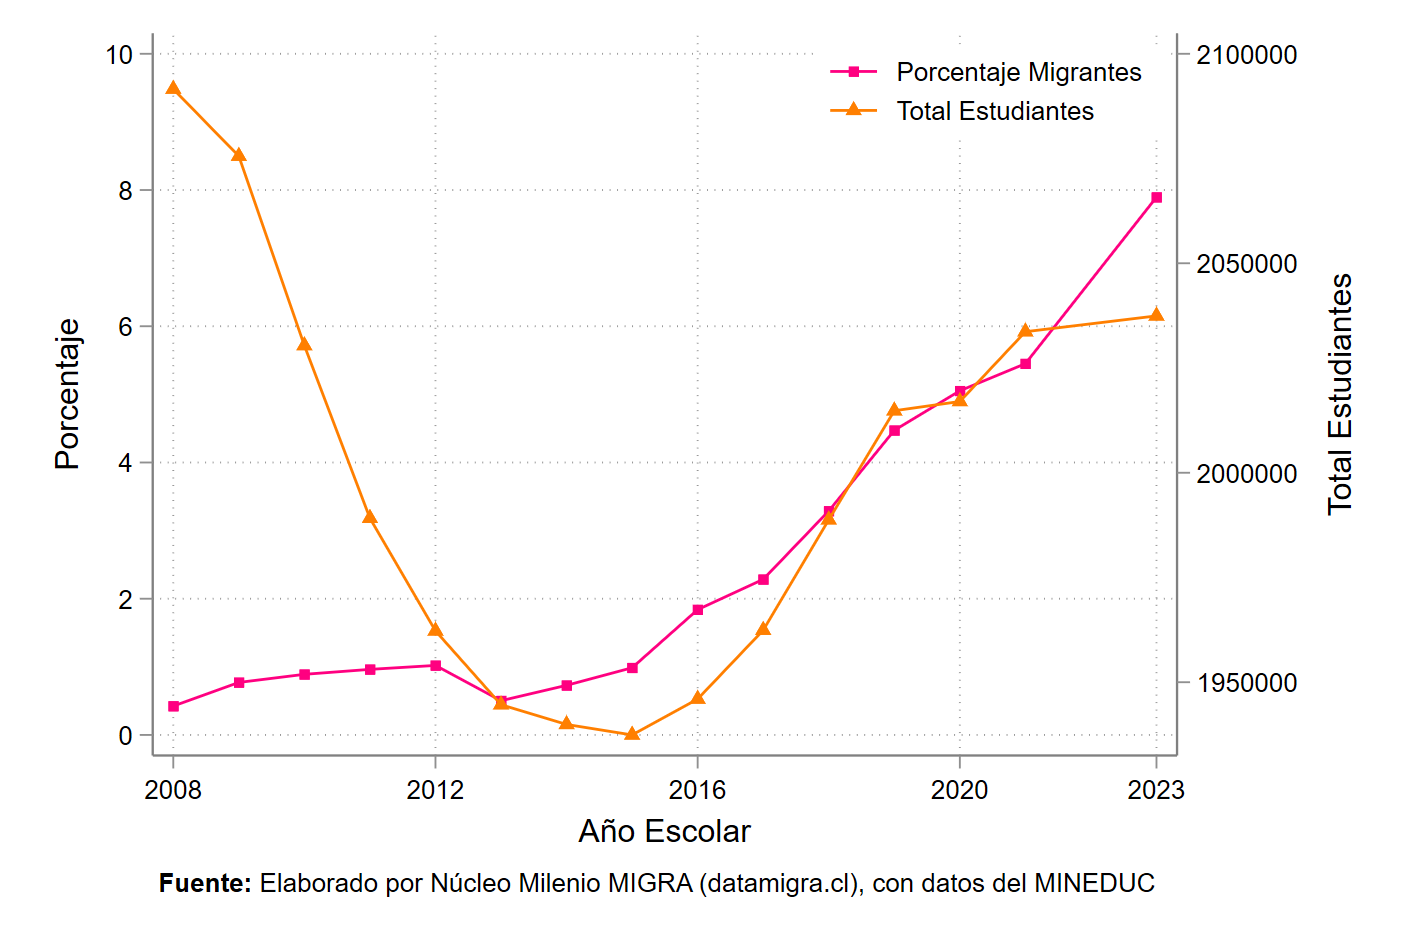 10
8
6
4
2
0
Porcentaje
Porcentaje Migrantes
Total Estudiantes
2100000
2050000
2000000
1950000
Total Estudiantes
2008 2012 2016 2020 2023
Año Escolar
Fuente: Elaborado por Núcleo Milenio MIGRA (datamigra.cl), con datos del MINEDUC